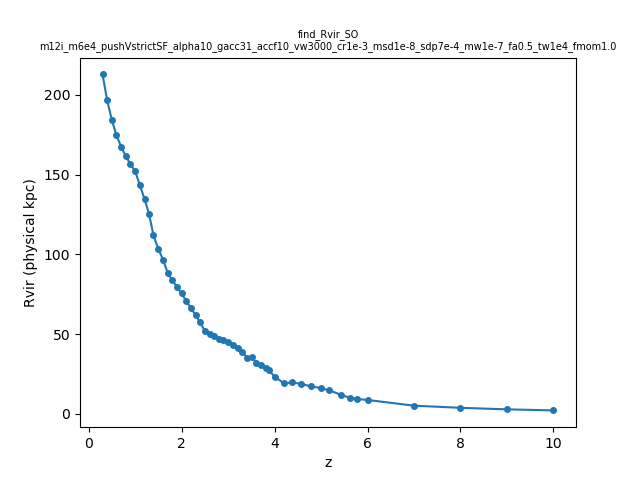 find_Rvir_SO
m12i_m6e4_pushVstrictSF_alpha10_gacc31_accf10_vw3000_cr1e-3_msd1e-8_sdp7e-4_mw1e-7_fa0.5_tw1e4_fmom1.0
200
150
100
50
0
Rvir (physical kpc)
0 2 4 6 8 10
z